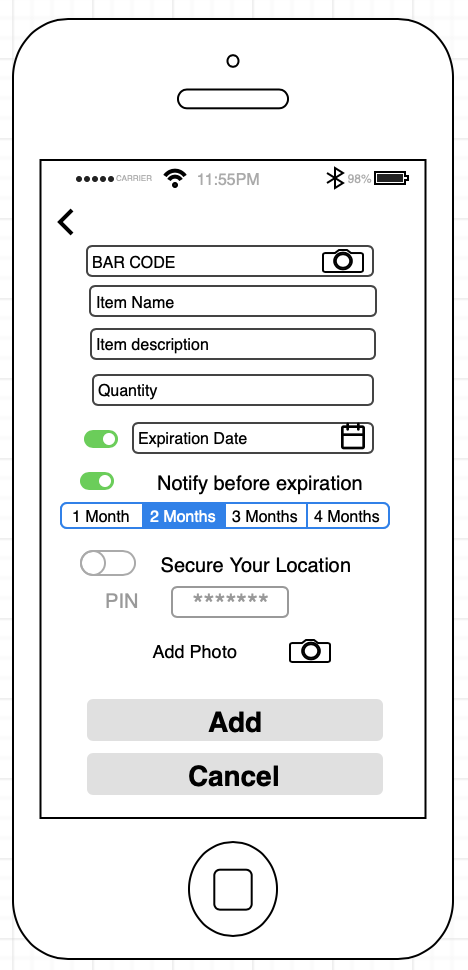 CARRIER 11:55PM 98%
BAR CODE
Item Name
Item description
Quantity
Expiration Date
Notify before expiration
1 Month 2 Months 3 Months 4 Months
Secure Your Location
PIN *******
Add Photo
Add
Cancel